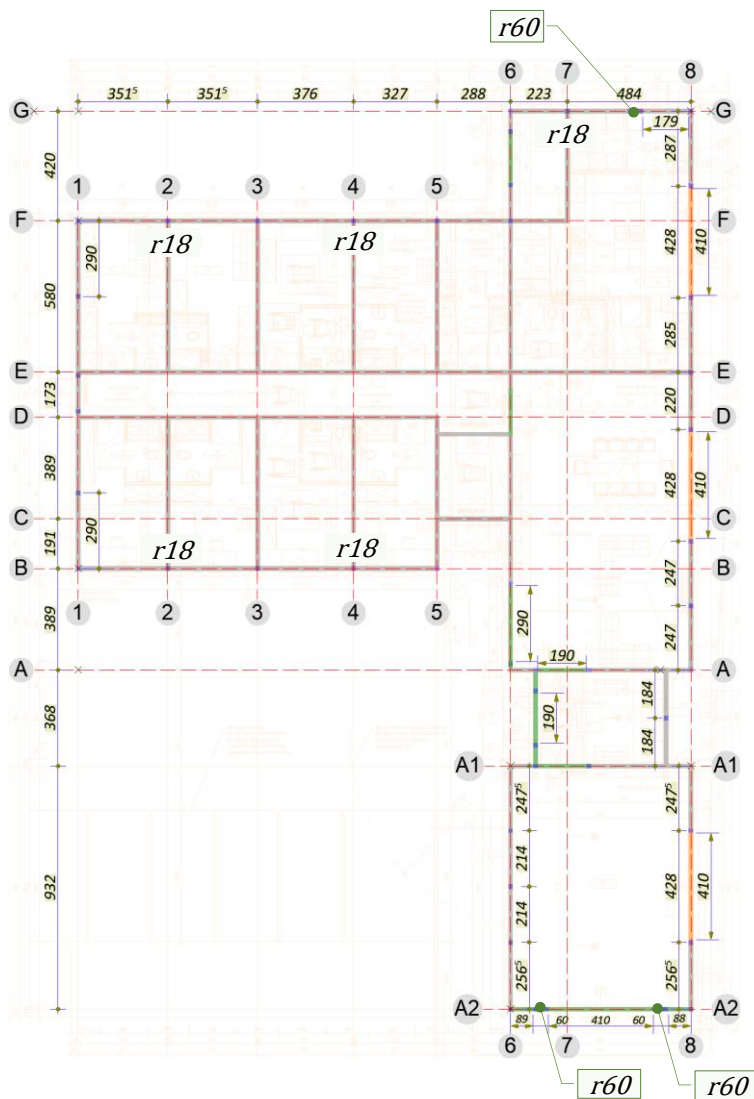 r60
6 7 8
351⁵ 351⁵ 376 327 288 223 484
G G
r18
179
287
420
1 2 3 4 5
F F
r18 r18
290
428
410
580
285
E E
173
220
D D
389
428
410
290
C C
191
r18 r18
247
B B
1 2 3 4 5
389
290
247
190
A A
184
368
190
184
A1 A1
247⁵ 247⁵
214
428
410
932
214
256⁵ 256⁵
A2 A2
89 60 410 60 88
6 7 8
r60 r60